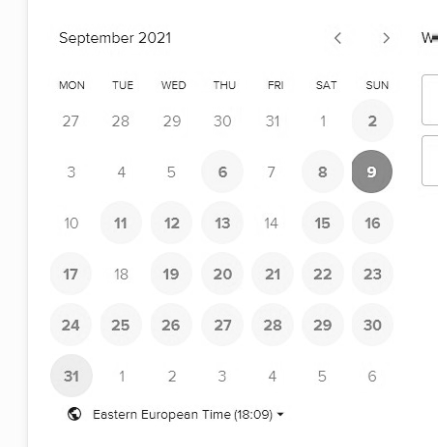 September 2021
MON TUE WED THU FRI SAT SUN
27 28 29 30 31 1 2
3 4 5 6 7 8 9
10 11 12 13 14 15 16
17 18 19 20 21 22 23
24 25 26 27 28 29 30
31 1 2 3 4 5 6
Eastern European Time (18:09)